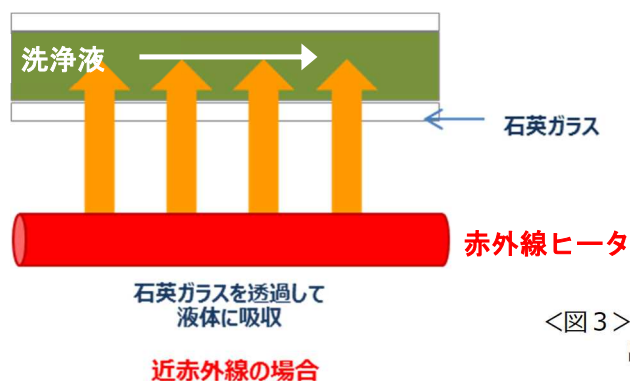 洗浄液
石英ガラス
赤外線ヒータ
石英ガラスを透過して
液体に吸収
＜図３＞
近赤外線の場合